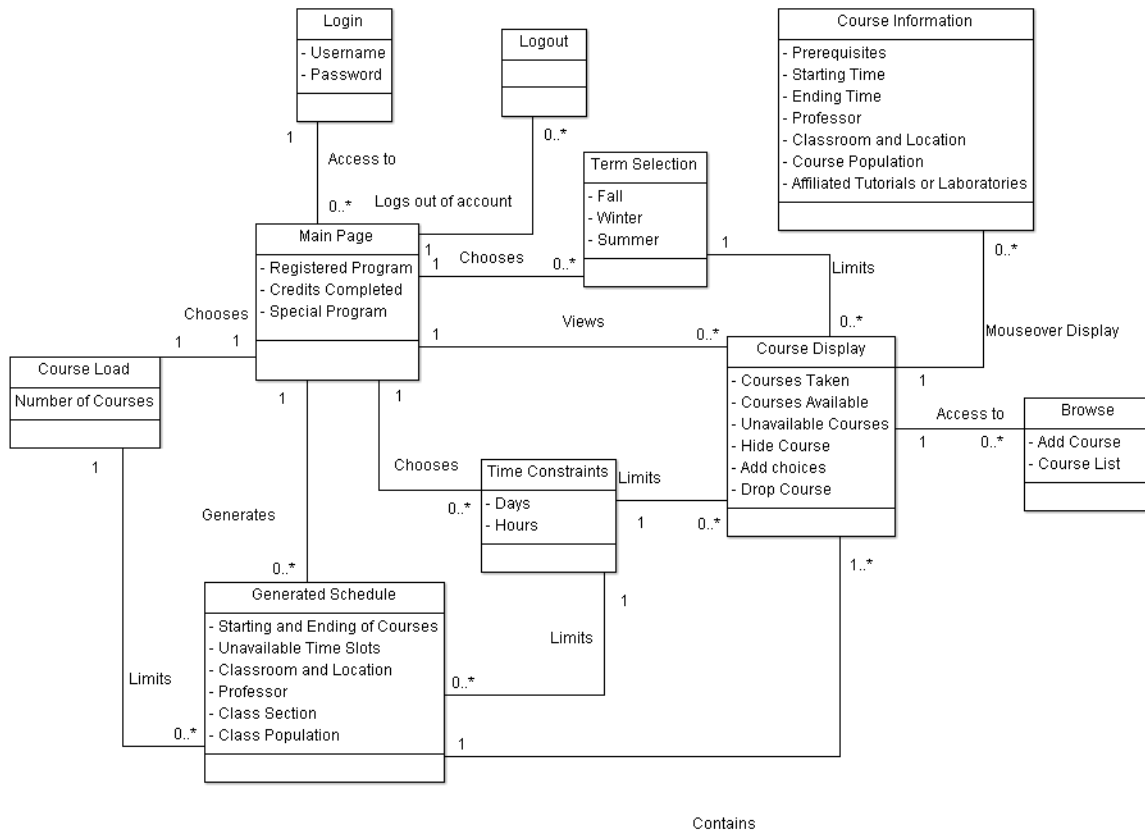 Login
- Username
- Password
Logout
Course Information
- Prerequisites
- Starting Time
- Ending Time
- Professor
- Classroom and Location
- Course Population
- Affiliated Tutorials or Laboratories
1
Access to
0..*
0..*
Logs out of account
Term Selection
- Fall
- Winter
- Summer
Main Page
- Registered Program
- Credits Completed
- Special Program
1
1
Chooses
0..*
1
Limits
0..*
0..*
Mouseover Display
1
Chooses
1
1
1
Views
0..*
Course Load
Number of Courses
Course Display
- Courses Taken
- Courses Available
- Unavailable Courses
- Hide Course
- Add choices
- Drop Course
Access to
1
0..*
Browse
- Add Course
- Course List
1
1
Chooses
0..*
Time Constraints
- Days
- Hours
Limits
1
0..*
1
Generates
0..*
1..*
Generated Schedule
- Starting and Ending of Courses
- Unavailable Time Slots
- Classroom and Location
- Professor
- Class Section
- Class Population
1
Limits
0..*
Limits
0..*
1
Contains